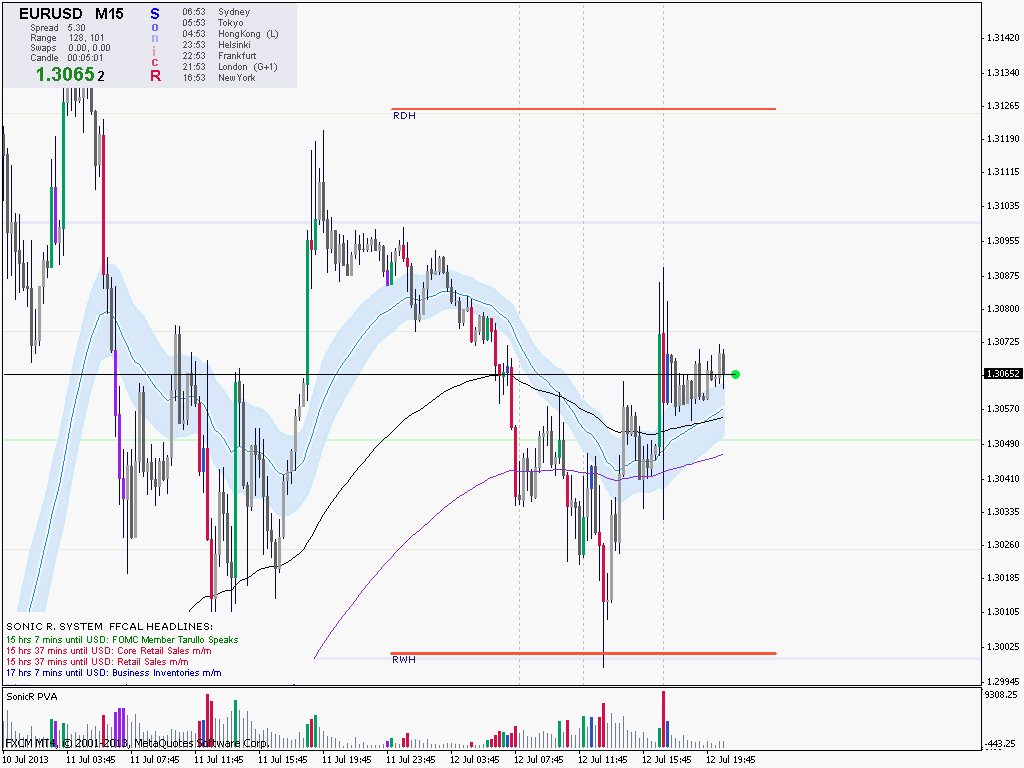 EURUSD M15
Spread 5.30
Range 128, 101
Swaps 0.00, 0.00
Candle 00:05:01
1.30652
S
o
n
i
c
R
06:53 Sydney
05:53 Tokyo
04:53 HongKong (L)
23:53 Helsinki
22:53 Frankfurt
21:53 London (G+1)
16:53 NewYork
RDH
RWH
1.31420
1.31340
1.31265
1.31190
1.31115
1.31035
1.30955
1.30875
1.30800
1.30725
1.30652
1.30570
1.30490
1.30410
1.30335
1.30260
1.30185
1.30105
1.30025
1.29945
SONIC R. SYSTEM FFCAL HEADLINES:
15 hrs 7 mins until USD: FOMC Member Tarullo Speaks
15 hrs 37 mins until USD: Core Retail Sales m/m
15 hrs 37 mins until USD: Retail Sales m/m
17 hrs 7 mins until USD: Business Inventories m/m
SonicR PVA
9308.25
-443.25
FXCM MT4, © 2001-2013, MetaQuotes Software Corp.
10 Jul 2013 11 Jul 03:45 11 Jul 07:45 11 Jul 11:45 11 Jul 15:45 11 Jul 19:45 11 Jul 23:45 12 Jul 03:45 12 Jul 07:45 12 Jul 11:45 12 Jul 15:45 12 Jul 19:45